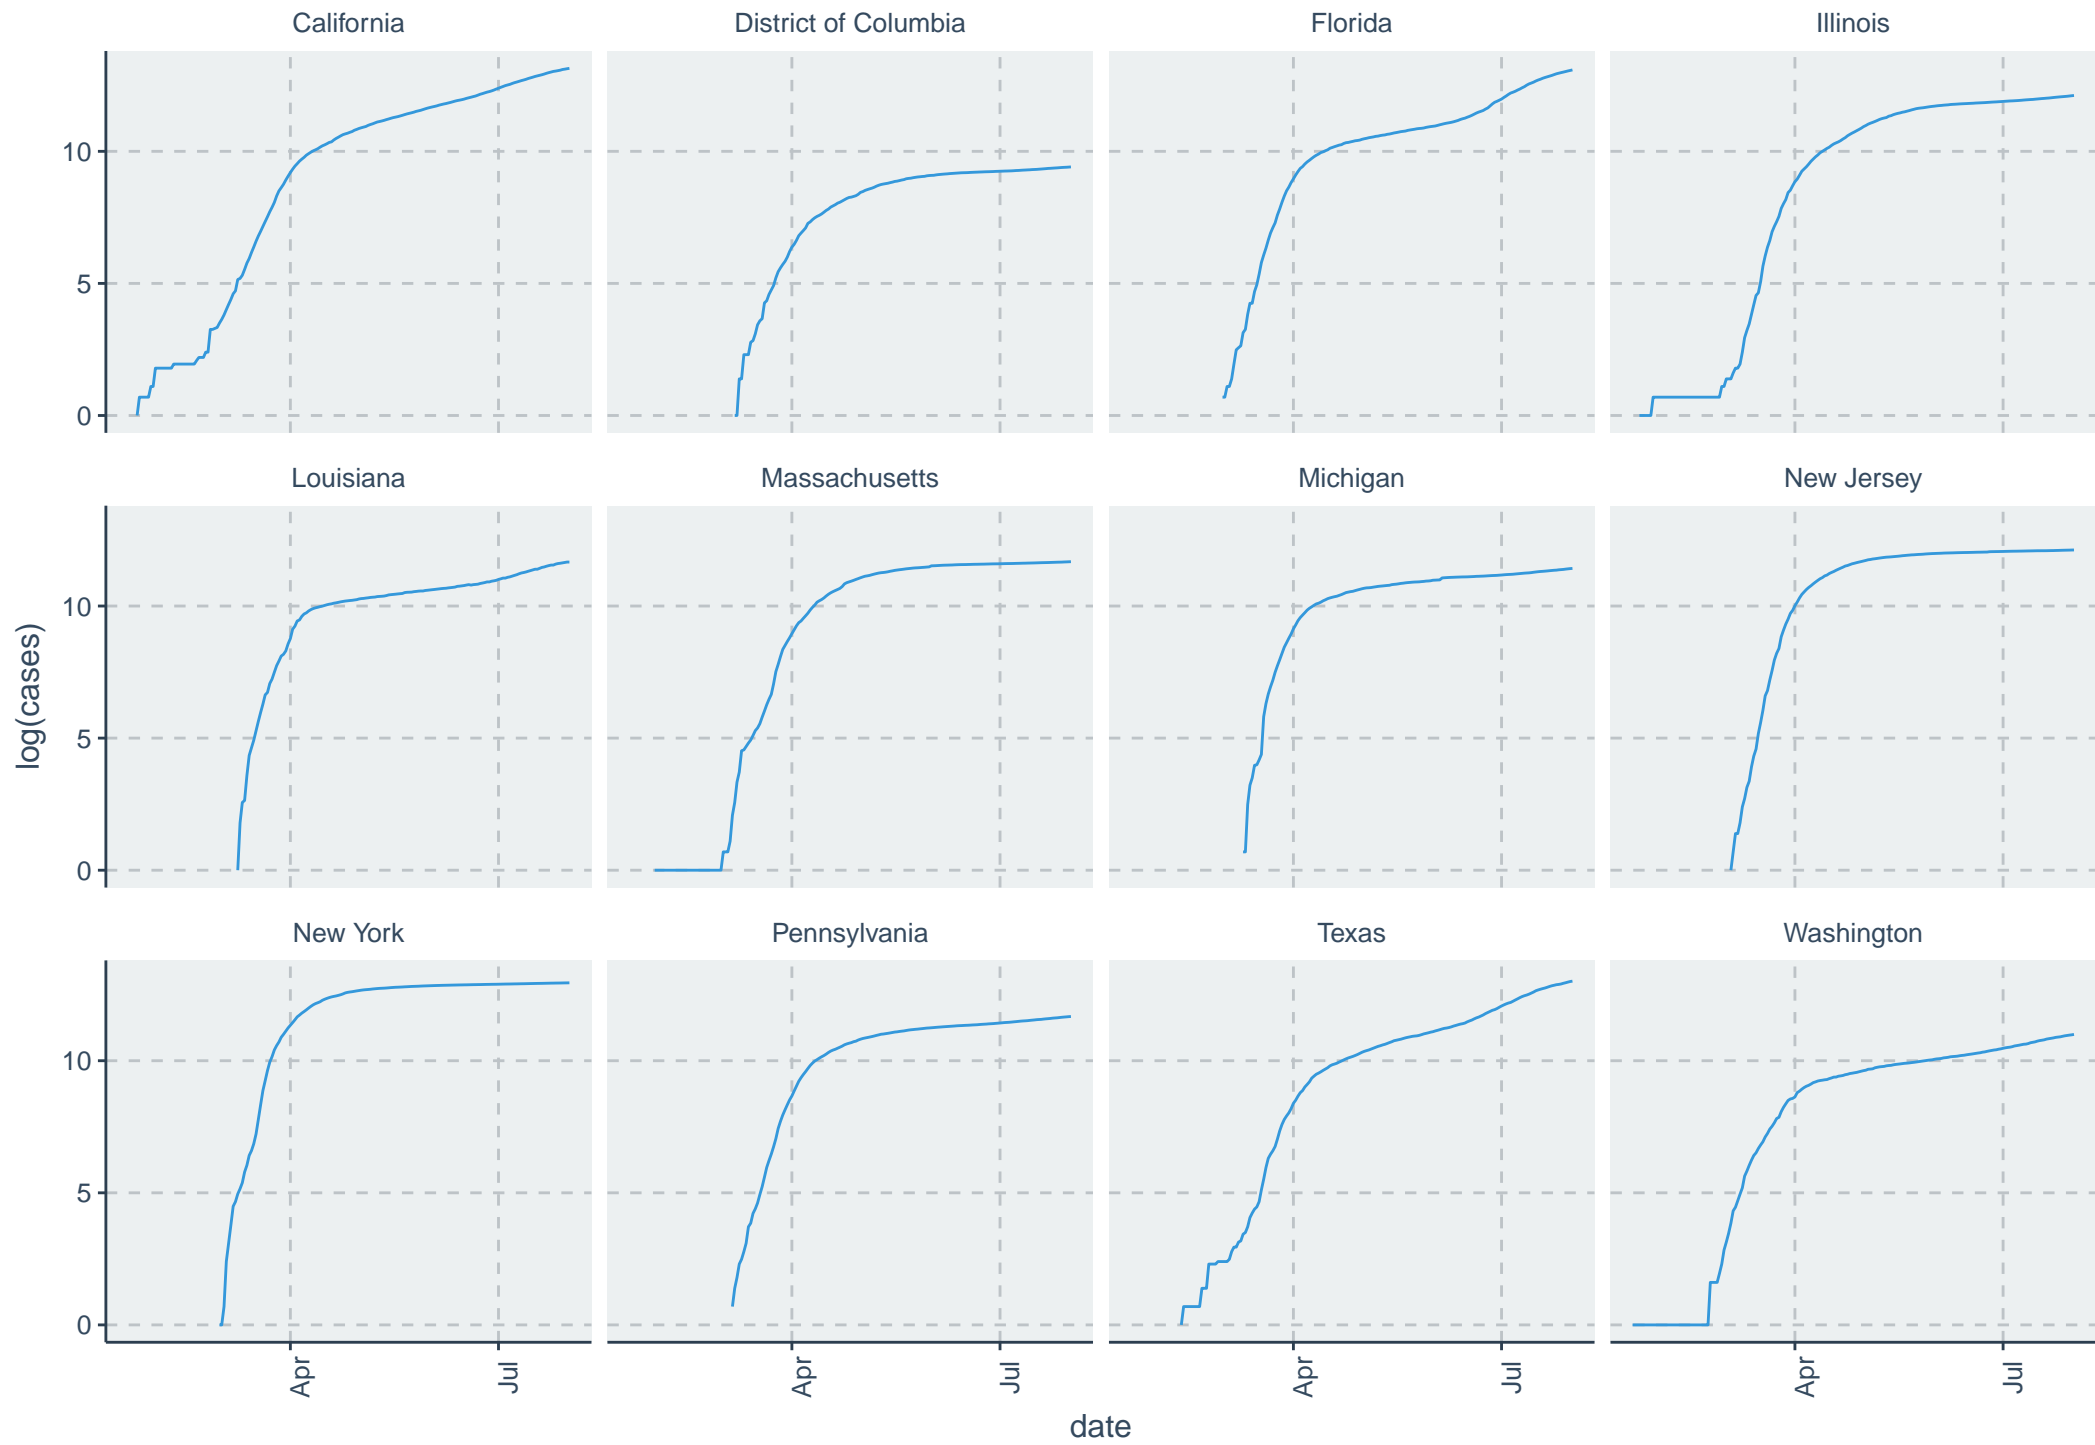 California
District of Columbia
Florida
Illinois
10
5
0
Louisiana
Massachusetts
Michigan
New Jersey
10
5
0
log(cases)
New York
Pennsylvania
Texas
Washington
10
5
0
Apr
Jul
Apr
Jul
Apr
Jul
Apr
Jul
date